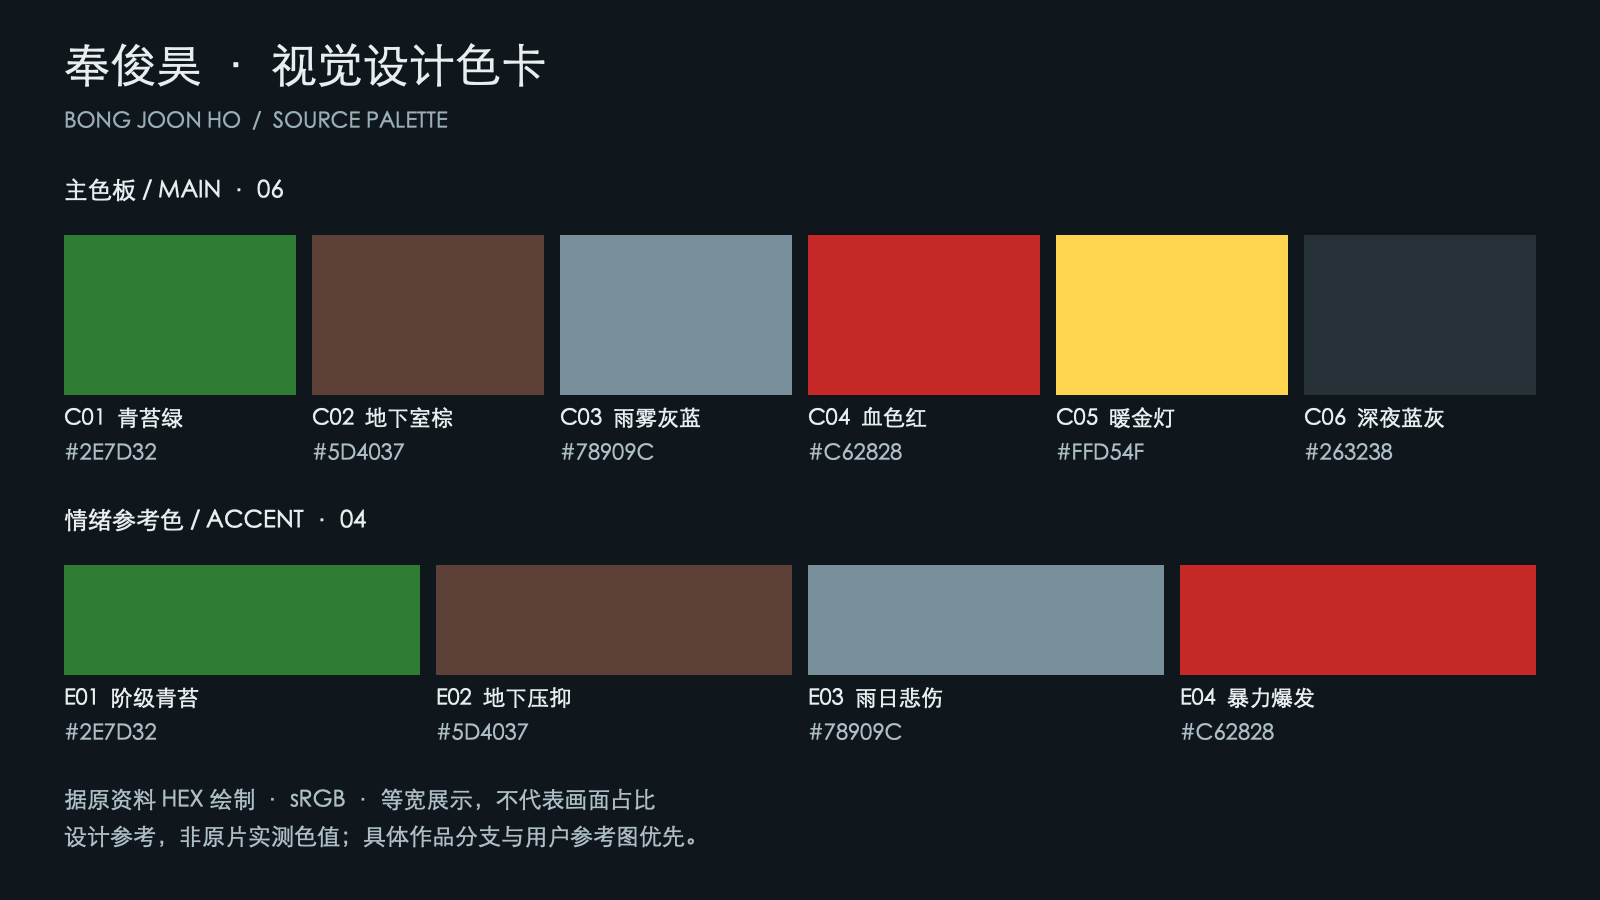 奉俊昊 · 视觉设计色卡
BONG JOON HO / SOURCE PALETTE
主色板 / MAIN · 06
C01 青苔绿
#2E7D32
C02 地下室棕
#5D4037
C03 雨雾灰蓝
#78909C
C04 血色红
#C62828
C05 暖金灯
#FFD54F
C06 深夜蓝灰
#263238
情绪参考色 / ACCENT · 04
E01 阶级青苔
#2E7D32
E02 地下压抑
#5D4037
E03 雨日悲伤
#78909C
E04 暴力爆发
#C62828
据原资料 HEX 绘制 · sRGB · 等宽展示，不代表画面占比
设计参考，非原片实测色值；具体作品分支与用户参考图优先。